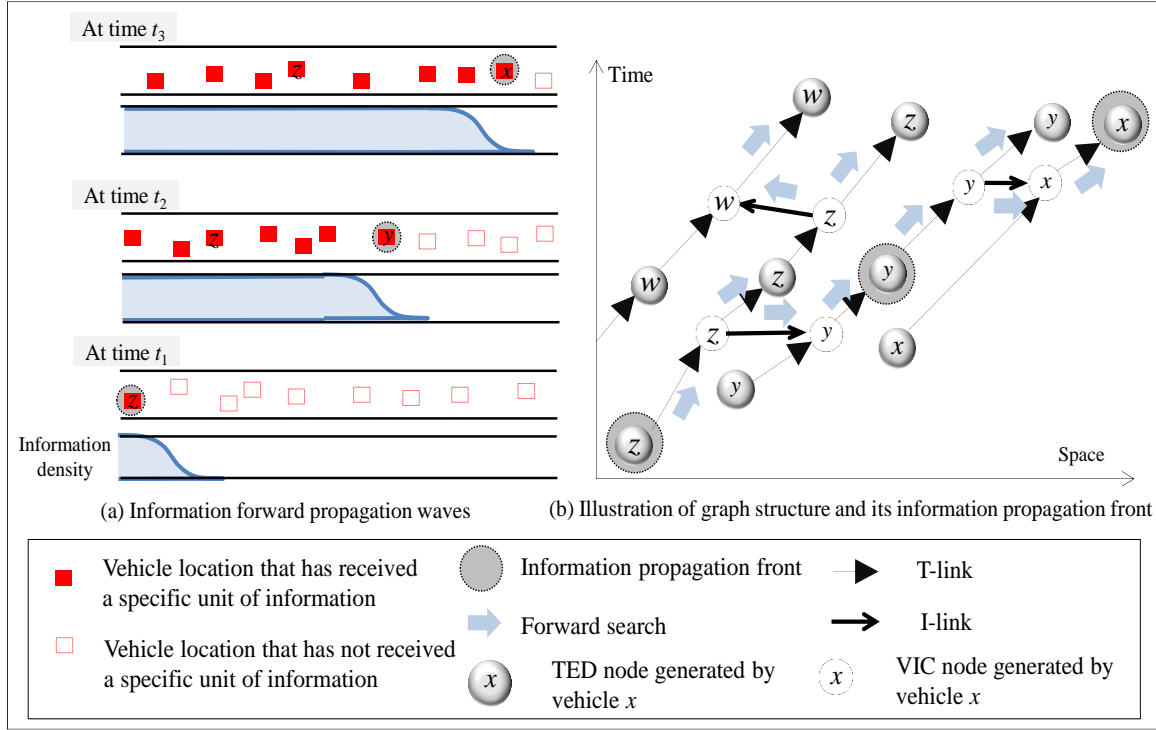 At time t3
z
x
At time t2
z
y
At time t1
z
Information
density
(a) Information forward propagation waves
Time
w
z
y
x
w
z
y
x
w
z
y
z
y
x
y
z
Space
(b) Illustration of graph structure and its information propagation front
Vehicle location that has received
a specific unit of information
Vehicle location that has not received
a specific unit of information
Information propagation front
Forward search
x
TED node generated by
vehicle x
T-link
I-link
x
VIC node generated by
vehicle x